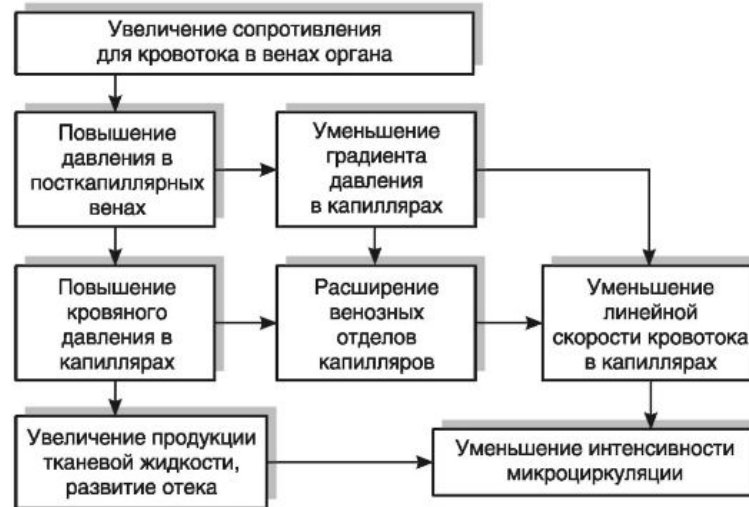 Увеличение сопротивления
для кровотока в венах органа
Повышение
давления в
посткапиллярных
венах
Уменьшение
градиента
давления
в капиллярах
Повышение
кровяного
давления в
капиллярах
Расширение
венозных
отделов
капилляров
Уменьшение
линейной
скорости кровотока
в капиллярах
Увеличение продукции
тканевой жидкости,
развитие отека
Уменьшение интенсивности
микроциркуляции